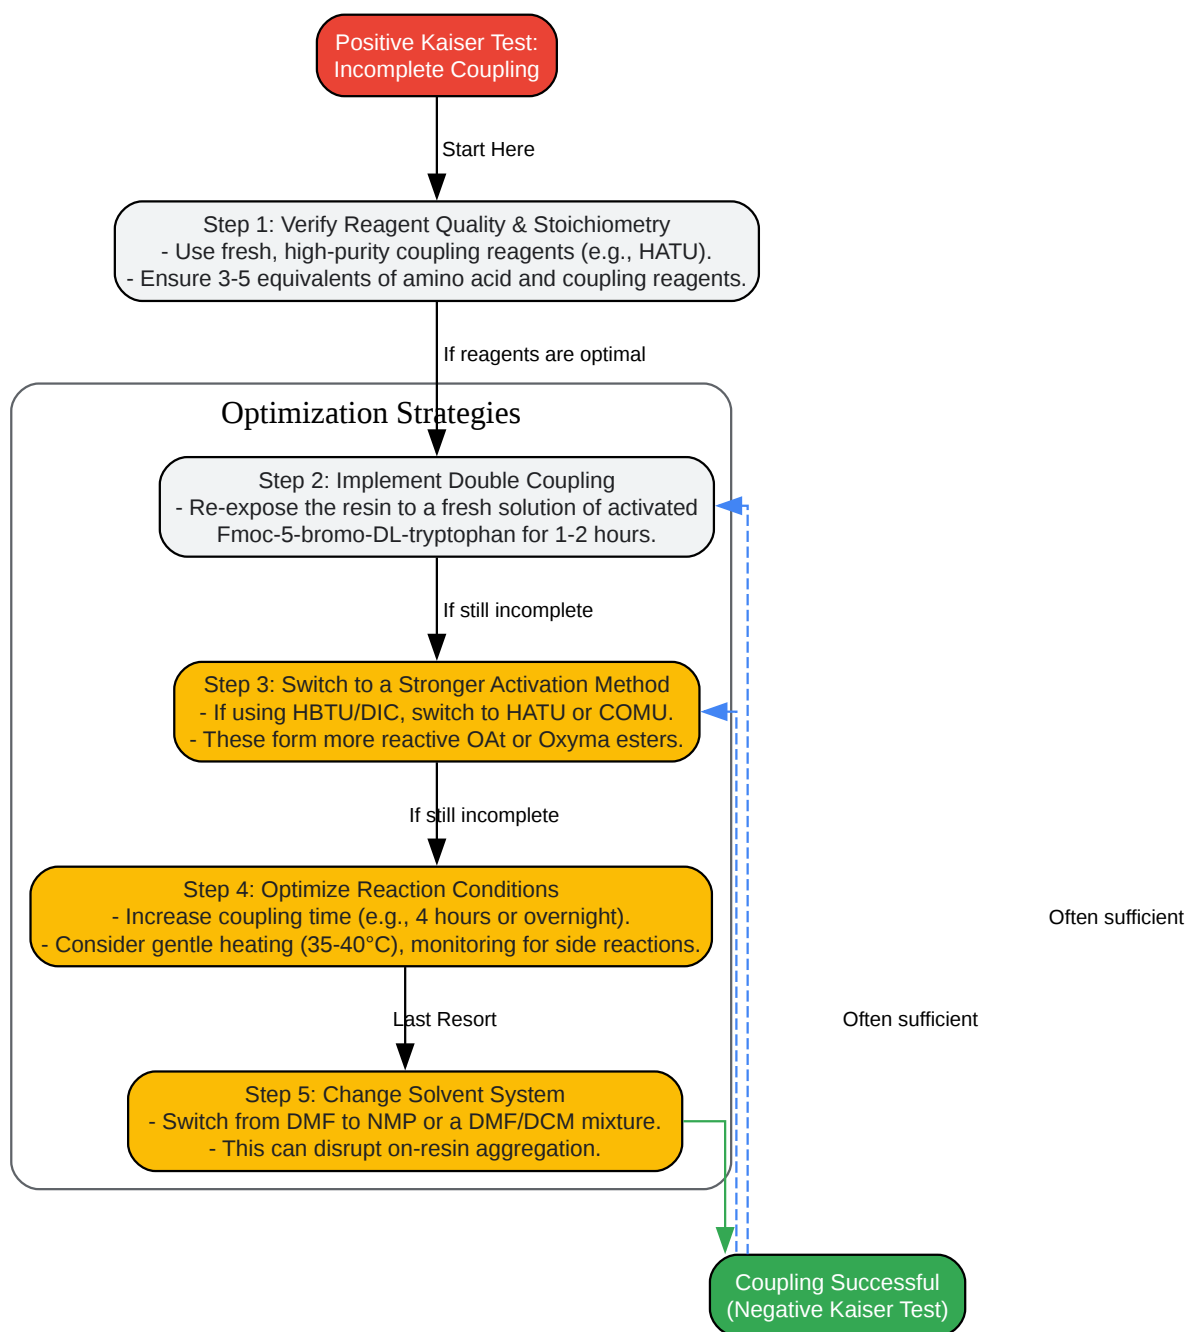 Positive Kaiser Test:
Incomplete Coupling
Start Here
Step 1: Verify Reagent Quality & Stoichiometry
- Use fresh, high-purity coupling reagents (e.g., HATU).
- Ensure 3-5 equivalents of amino acid and coupling reagents.
If reagents are optimal
Optimization Strategies
Step 2: Implement Double Coupling
- Re-expose the resin to a fresh solution of activated
Fmoc-5-bromo-DL-tryptophan for 1-2 hours.
If still incomplete
Step 3: Switch to a Stronger Activation Method
- If using HBTU/DIC, switch to HATU or COMU.
- These form more reactive OAt or Oxyma esters.
If still incomplete
Step 4: Optimize Reaction Conditions
- Increase coupling time (e.g., 4 hours or overnight).
- Consider gentle heating (35-40°C), monitoring for side reactions.
Often sufficient
Last Resort
Often sufficient
Step 5: Change Solvent System
- Switch from DMF to NMP or a DMF/DCM mixture.
- This can disrupt on-resin aggregation.
Coupling Successful
(Negative Kaiser Test)